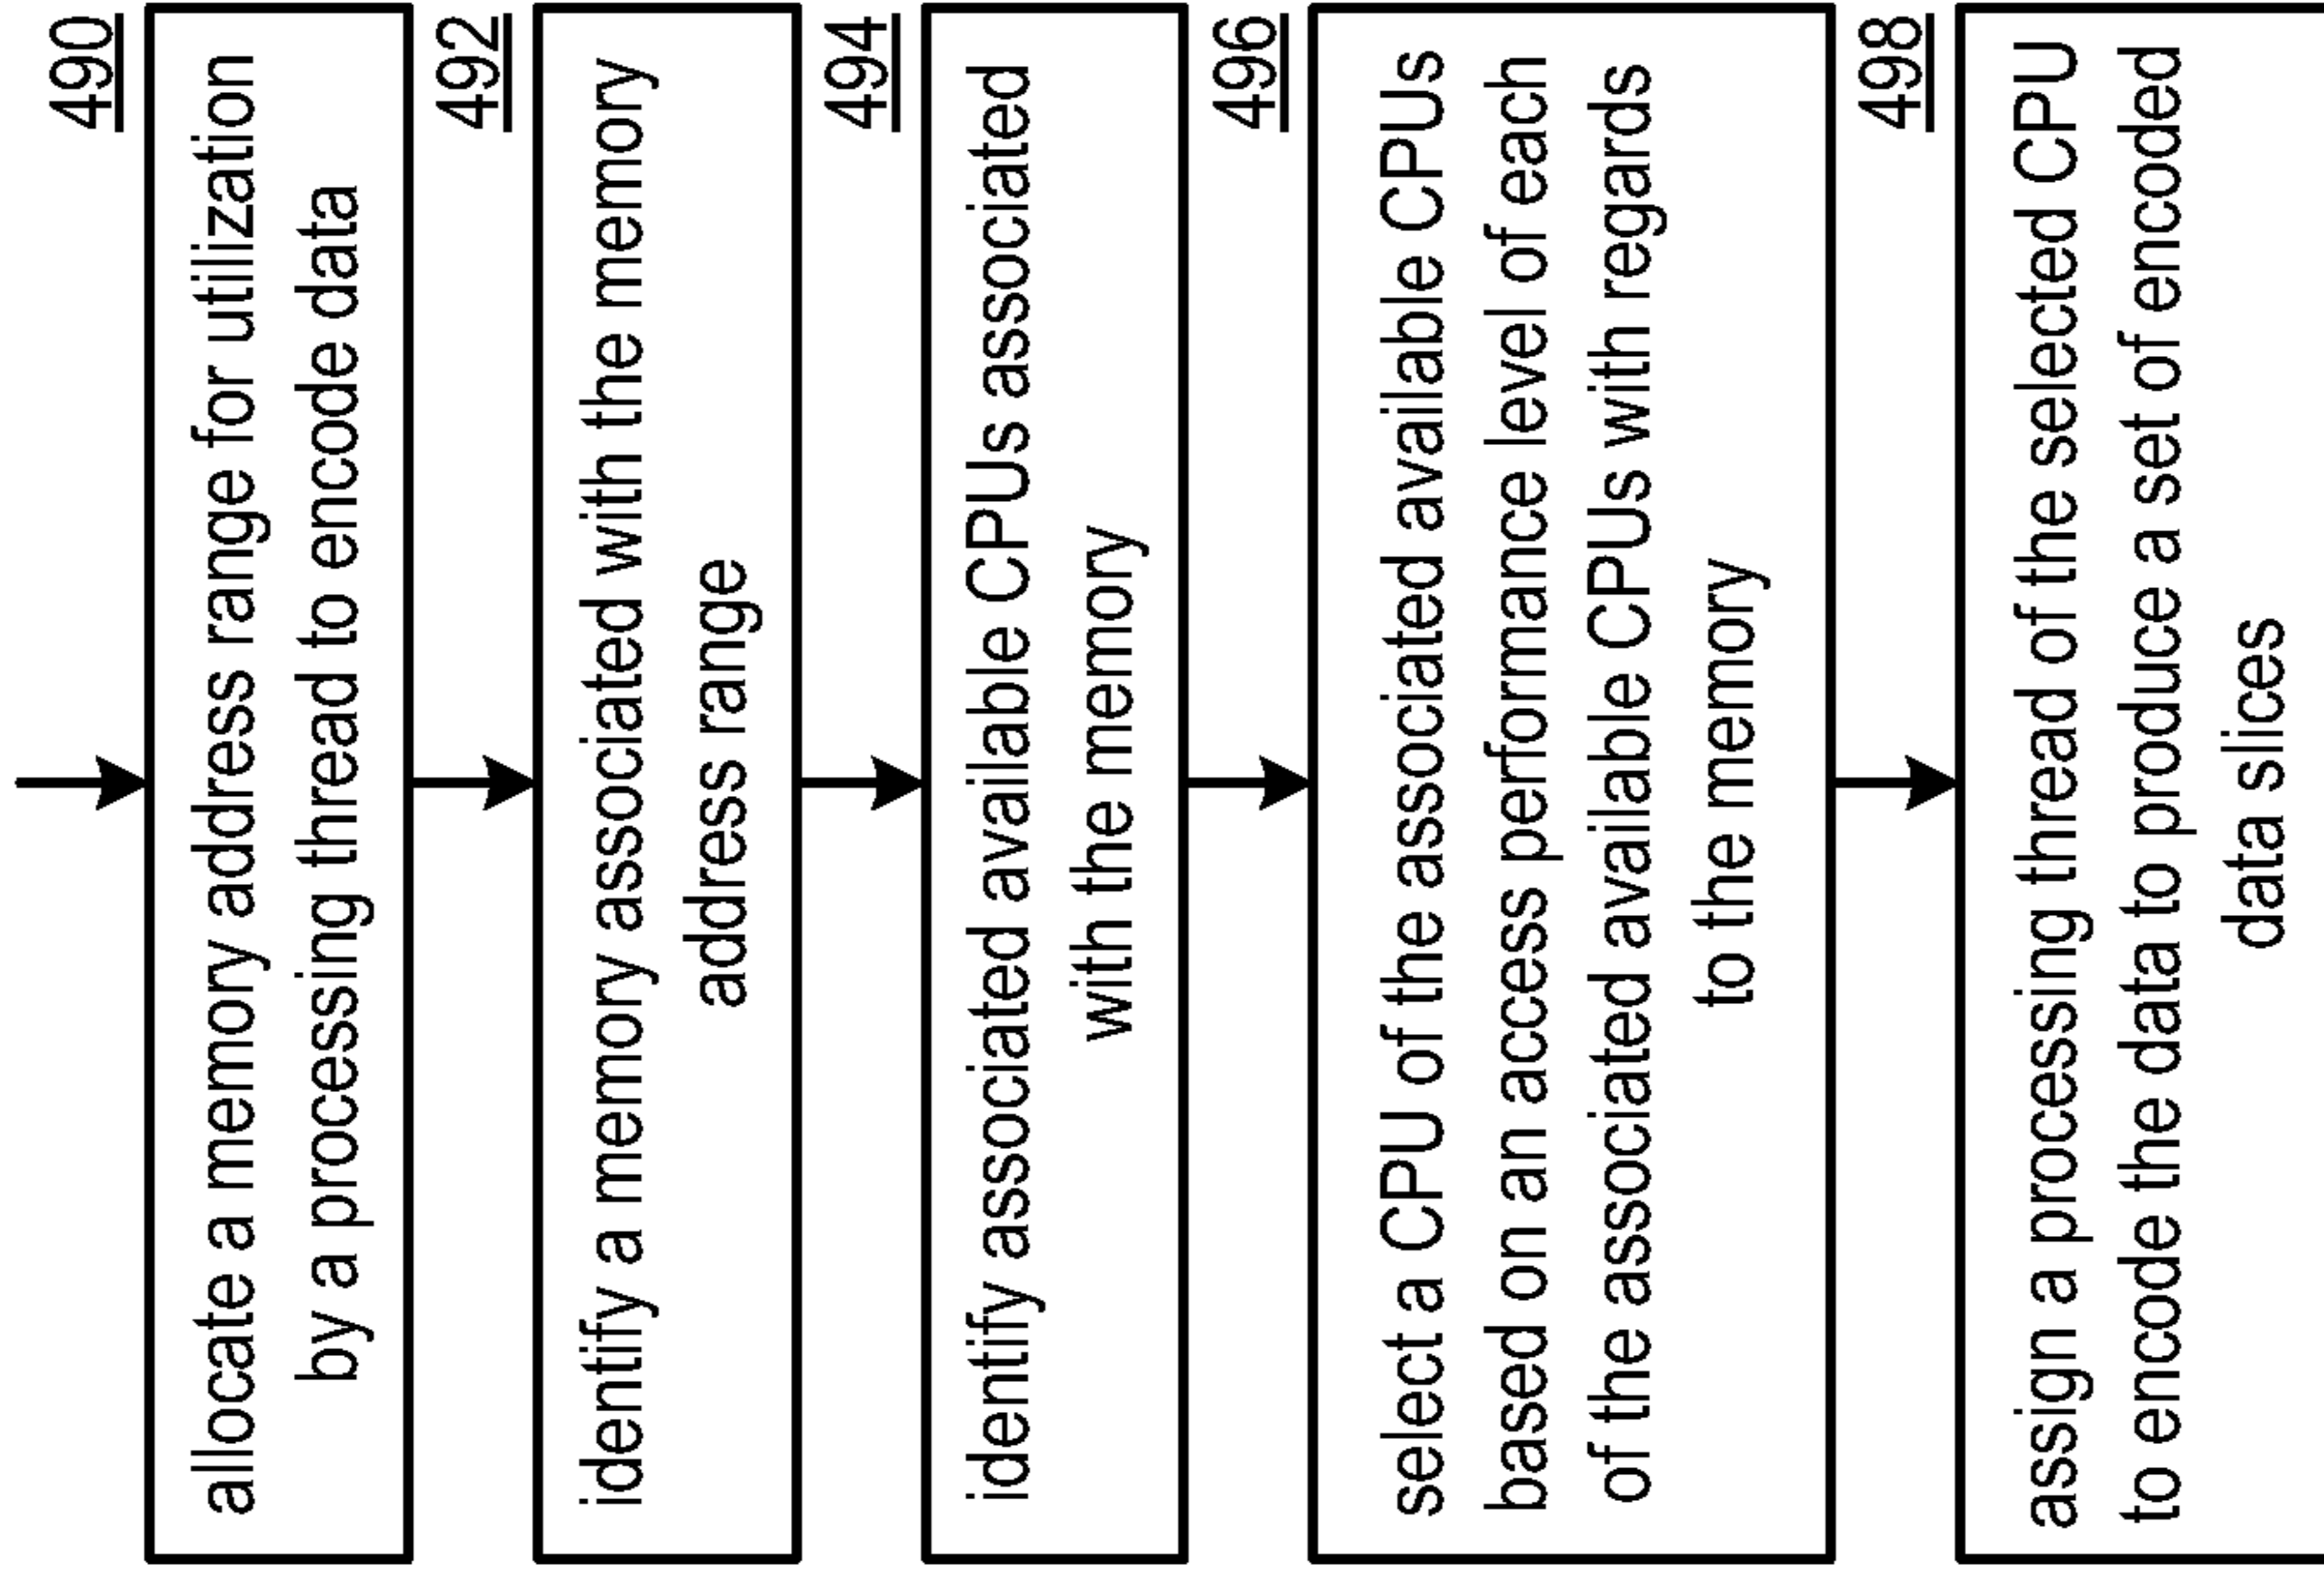 490
allocate a memory address range for utilization
by a processing thread to encode data
492
identify a memory associated with the memory
address range
494
identify associated available CPUs associated
with the memory
496
select a CPU of the associated available CPUs
based on an access performance level of each
of the associated available CPUs with regards
to the memory
498
assign a processing thread of the selected CPU
to encode the data to produce a set of encoded
data slices